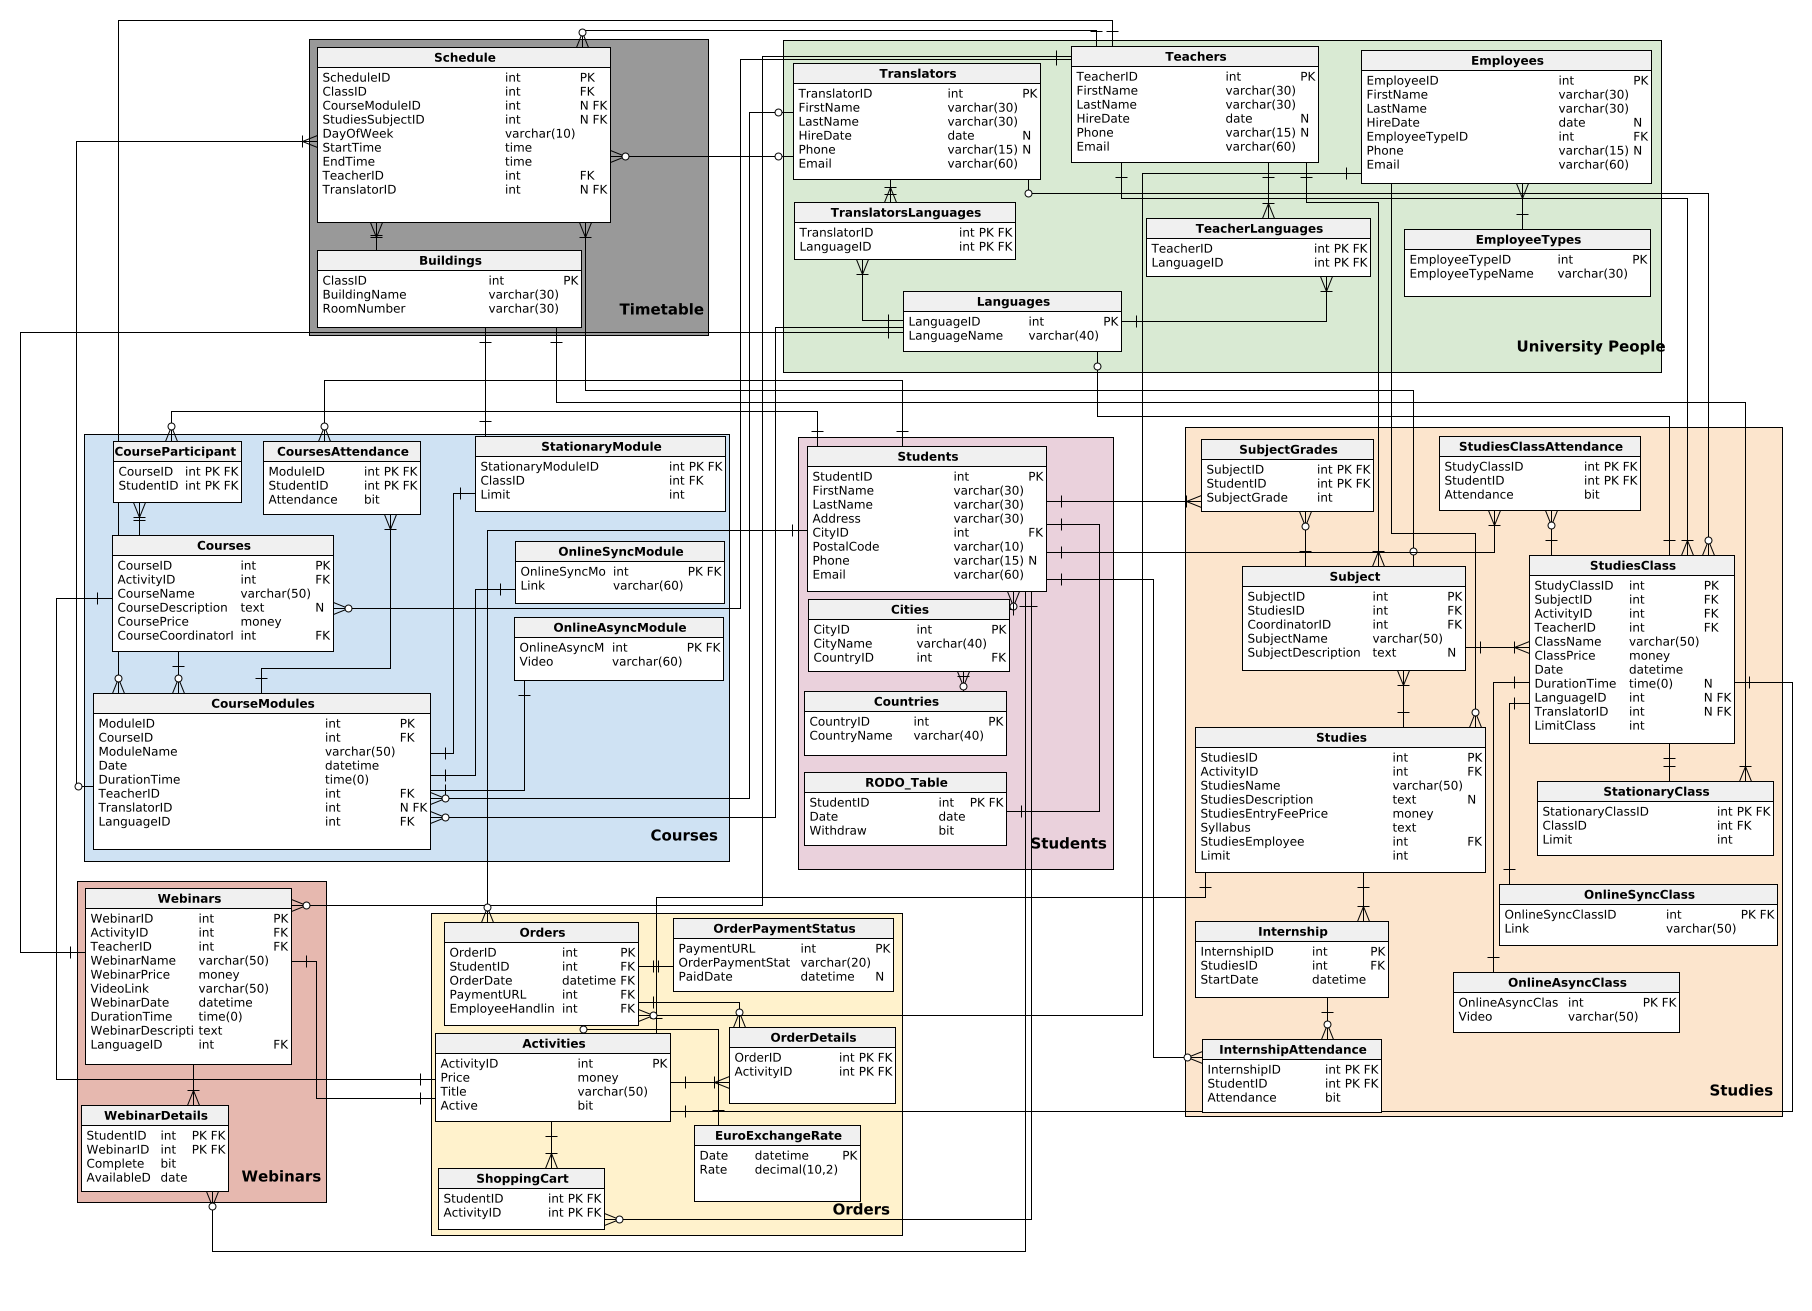 Schedule
ScheduleID int PK
ClassID int FK
CourseModuleID int N FK
StudiesSubjectID int N FK
DayOfWeek varchar(10)
StartTime time
EndTime time
TeacherID int FK
TranslatorID int N FK
Buildings
ClassID int PK
BuildingName varchar(30)
RoomNumber varchar(30)
Timetable
Translators
TranslatorID int PK
FirstName varchar(30)
LastName varchar(30)
HireDate date N
Phone varchar(15) N
Email varchar(60)
Teachers
TeacherID int PK
FirstName varchar(30)
LastName varchar(30)
HireDate date N
Phone varchar(15) N
Email varchar(60)
Employees
EmployeeID int PK
FirstName varchar(30)
LastName varchar(30)
HireDate date N
EmployeeTypeID int FK
Phone varchar(15) N
Email varchar(60)
TranslatorsLanguages
TranslatorID int PK FK
LanguageID int PK FK
TeacherLanguages
TeacherID int PK FK
LanguageID int PK FK
EmployeeTypes
EmployeeTypeID int PK
EmployeeTypeName varchar(30)
Languages
LanguageID int PK
LanguageName varchar(40)
University People
CourseParticipant
CourseID int PK FK
StudentID int PK FK
CoursesAttendance
ModuleID int PK FK
StudentID int PK FK
Attendance bit
StationaryModule
StationaryModuleID int PK FK
ClassID int FK
Limit int
Courses
CourseID int PK
ActivityID int FK
CourseName varchar(50)
CourseDescription text N
CoursePrice money
CourseCoordinatorI int FK
OnlineSyncModule
OnlineSyncMo int PK FK
Link varchar(60)
OnlineAsyncModule
OnlineAsyncM int PK FK
Video varchar(60)
CourseModules
ModuleID int PK
CourseID int FK
ModuleName varchar(50)
Date datetime
DurationTime time(0)
TeacherID int FK
TranslatorID int N FK
LanguageID int FK
Courses
Students
StudentID int PK
FirstName varchar(30)
LastName varchar(30)
Address varchar(30)
CityID int FK
PostalCode varchar(10)
Phone varchar(15) N
Email varchar(60)
Cities
CityID int PK
CityName varchar(40)
CountryID int FK
Countries
CountryID int PK
CountryName varchar(40)
RODO_Table
StudentID int PK FK
Date date
Withdraw bit
Students
SubjectGrades
SubjectID int PK FK
StudentID int PK FK
SubjectGrade int
StudiesClassAttendance
StudyClassID int PK FK
StudentID int PK FK
Attendance bit
Subject
SubjectID int PK
StudiesID int FK
CoordinatorID int FK
SubjectName varchar(50)
SubjectDescription text N
StudiesClass
StudyClassID int PK
SubjectID int FK
ActivityID int FK
TeacherID int FK
ClassName varchar(50)
ClassPrice money
Date datetime
DurationTime time(0) N
LanguageID int N FK
TranslatorID int N FK
LimitClass int
Studies
StudiesID int PK
ActivityID int FK
StudiesName varchar(50)
StudiesDescription text N
StudiesEntryFeePrice money
Syllabus text
StudiesEmployee int FK
Limit int
StationaryClass
StationaryClassID int PK FK
ClassID int FK
Limit int
OnlineSyncClass
OnlineSyncClassID int PK FK
Link varchar(50)
Internship
InternshipID int PK
StudiesID int FK
StartDate datetime
OnlineAsyncClass
OnlineAsyncClas int PK FK
Video varchar(50)
InternshipAttendance
InternshipID int PK FK
StudentID int PK FK
Attendance bit
Studies
Webinars
WebinarID int PK
ActivityID int FK
TeacherID int FK
WebinarName varchar(50)
WebinarPrice money
VideoLink varchar(50)
WebinarDate datetime
DurationTime time(0)
WebinarDescripti text
LanguageID int FK
WebinarDetails
StudentID int PK FK
WebinarID int PK FK
Complete bit
AvailableD date
Webinars
Orders
OrderID int PK
StudentID int FK
OrderDate datetime FK
PaymentURL int FK
EmployeeHandlin int FK
OrderPaymentStatus
PaymentURL int PK
OrderPaymentStat varchar(20)
PaidDate datetime N
Activities
ActivityID int PK
Price money
Title varchar(50)
Active bit
OrderDetails
OrderID int PK FK
ActivityID int PK FK
EuroExchangeRate
Date datetime PK
Rate decimal(10,2)
ShoppingCart
StudentID int PK FK
ActivityID int PK FK
Orders